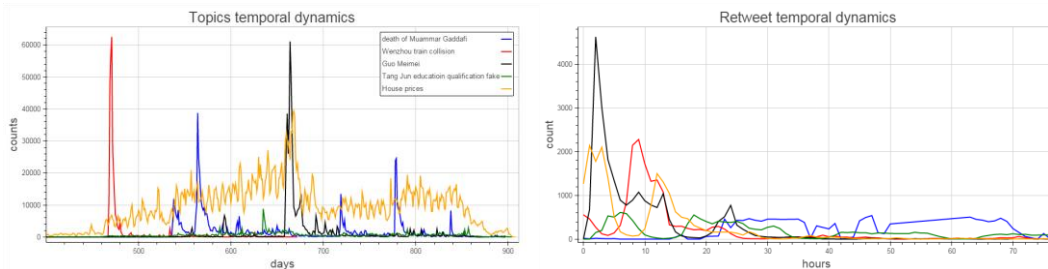 Topics temporal dynamics
counts
60000
50000
40000
30000
20000
10000
0
death of Muammar Gaddafi
Wenzhou train collision
Guo Meimei
Tang Jun educatioin qualification fake
House prices
500
600
700
800
900
days
Retweet temporal dynamics
count
4000
3000
2000
1000
0
0
10
20
30
40
50
60
70
hours